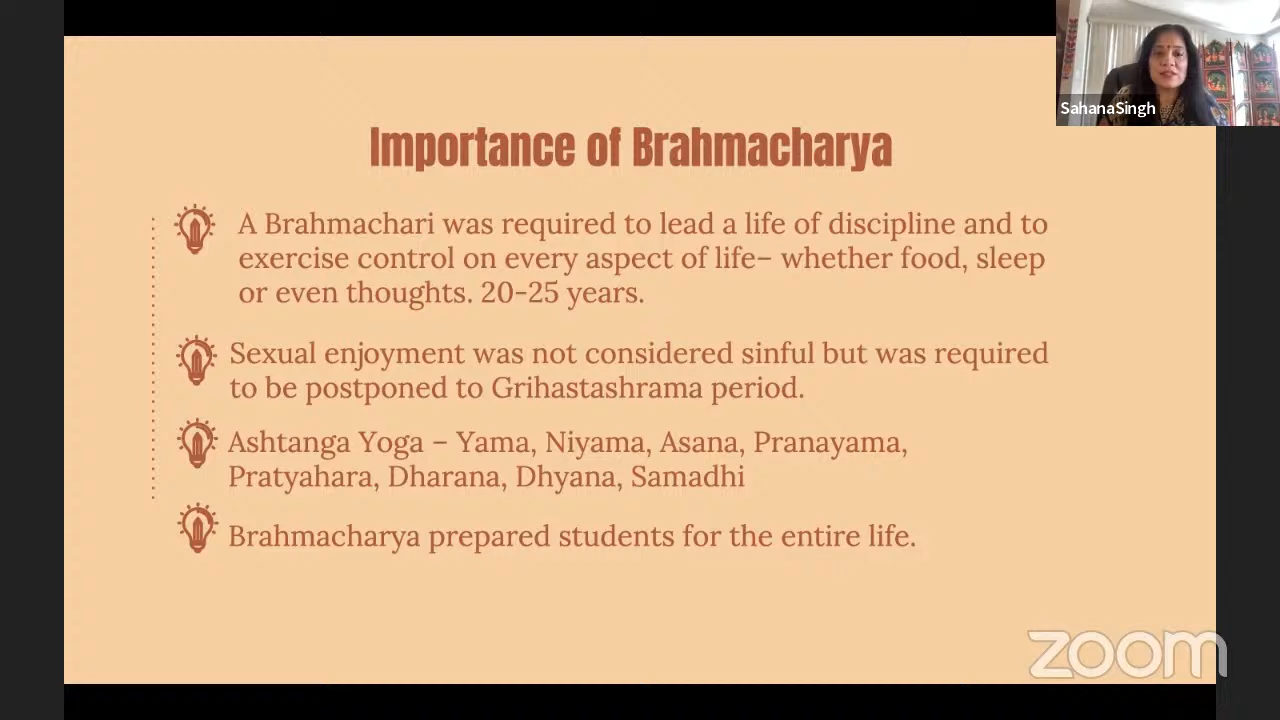 SahanaSingh
Importance of Brahmacharya
A Brahmachari was required to lead a life of discipline and to
exercise control on every aspect of life– whether food, sleep
or even thoughts. 20-25 years.
Sexual enjoyment was not considered sinful but was required
to be postponed to Grihastashrama period.
Ashtanga Yoga – Yama, Niyama, Asana, Pranayama,
Pratyahara, Dharana, Dhyana, Samadhi
Brahmacharya prepared students for the entire life.
zoom